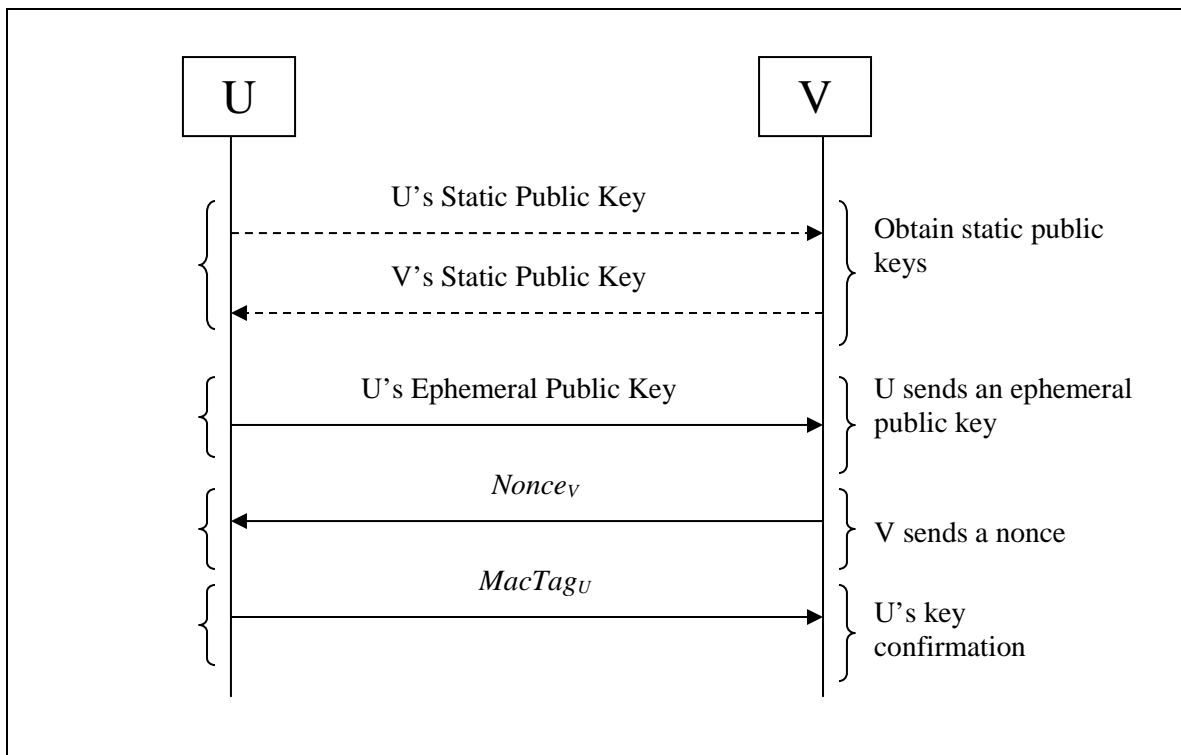 U
V
U’s Static Public Key
Obtain static public
keys
V’s Static Public Key
U’s Ephemeral Public Key
U sends an ephemeral
public key
NonceV
V sends a nonce
MacTagU
U’s key
confirmation